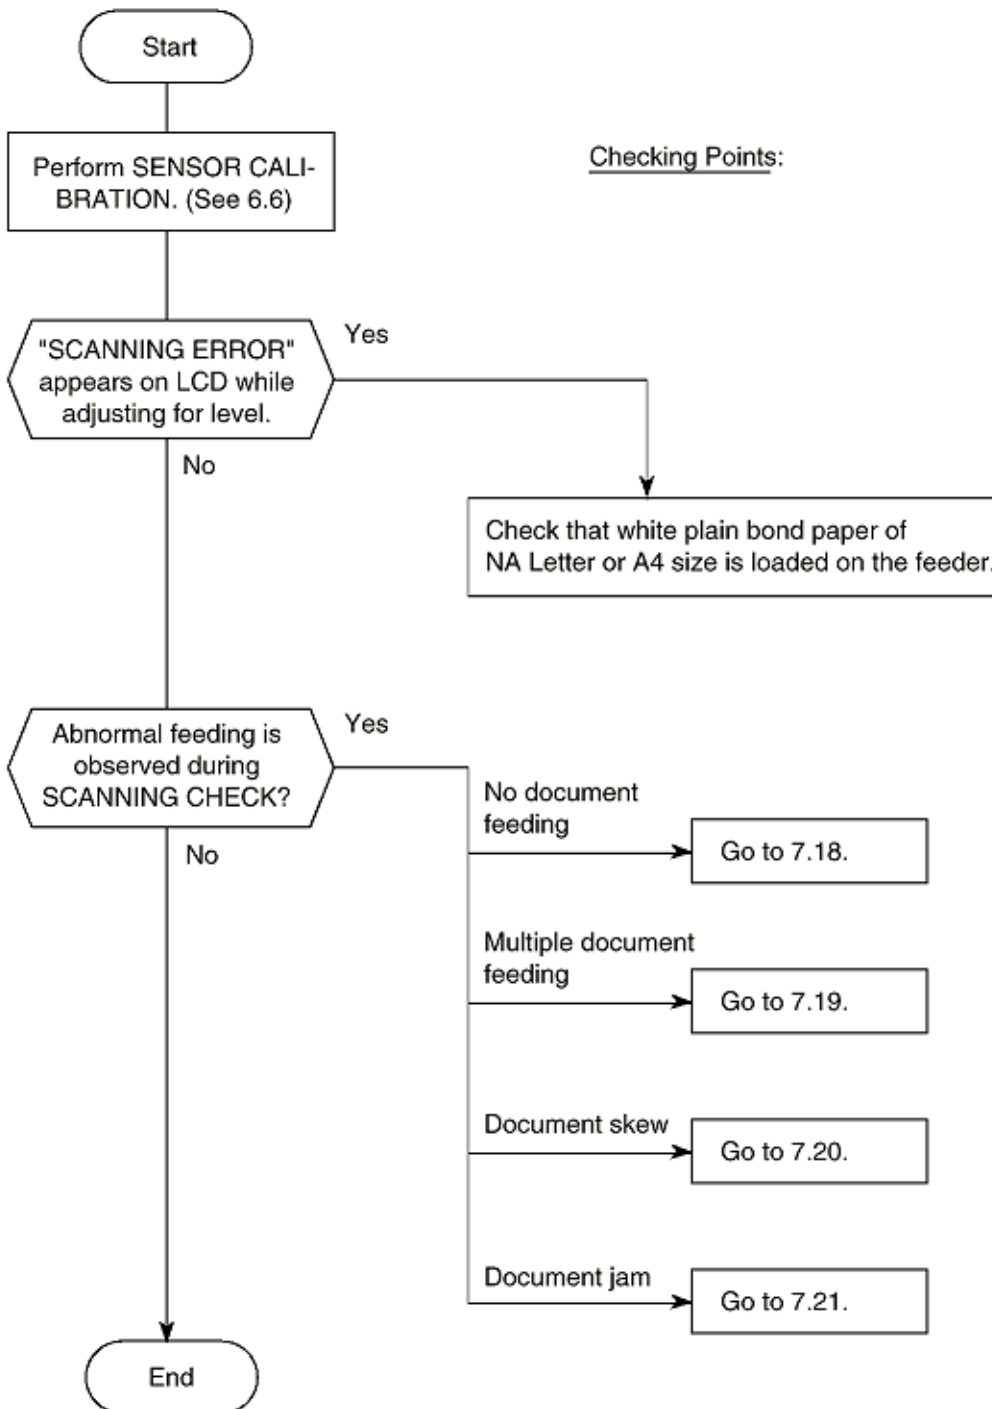 Start
Perform SENSOR CALI-
BRATION. (See 6.6)
Checking Points:
"SCANNING ERROR"
appears on LCD while
adjusting for level.
Yes
No
Check that white plain bond paper of
NA Letter or A4 size is loaded on the feeder.
Abnormal feeding is
observed during
SCANNING CHECK?
Yes
No
No document
feeding
Go to 7.18.
Multiple document
feeding
Go to 7.19.
Document skew
Go to 7.20.
Document jam
Go to 7.21.
End